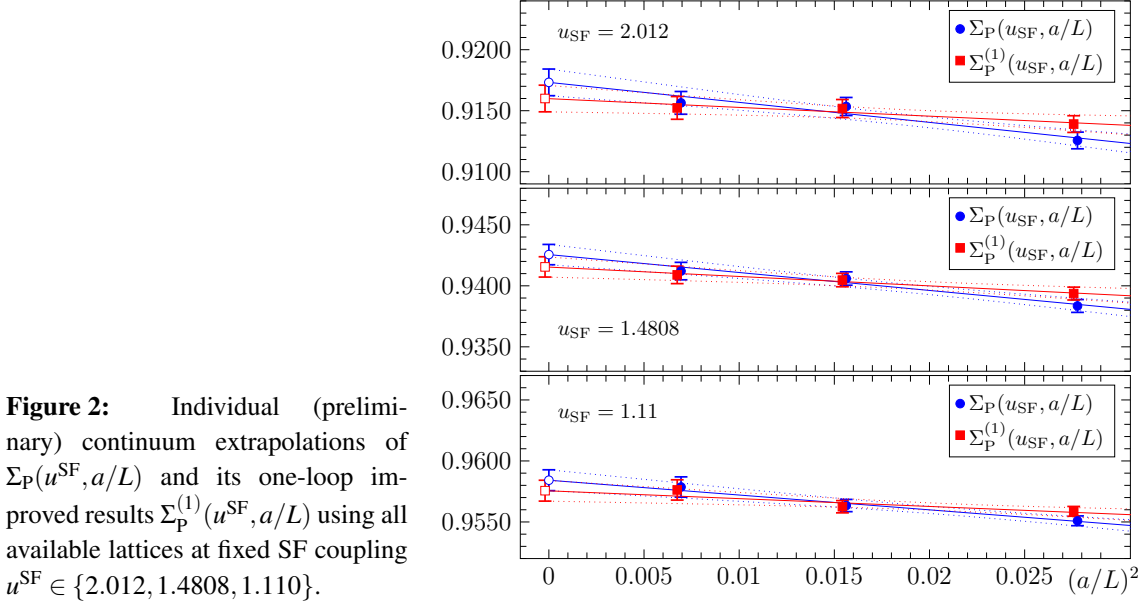 0.9200
0.9150
0.9100
u_SF = 2.012
Σ_P(u_SF, a/L)
Σ_P^(1)(u_SF, a/L)
0.9450
0.9400
0.9350
u_SF = 1.4808
Σ_P(u_SF, a/L)
Σ_P^(1)(u_SF, a/L)
0.9650
0.9600
0.9550
u_SF = 1.11
Σ_P(u_SF, a/L)
Σ_P^(1)(u_SF, a/L)
0 0.005 0.01 0.015 0.02 0.025 (a/L)^2
Figure 2: Individual (prelimi-
nary) continuum extrapolations of
Σ_P(u^SF, a/L) and its one-loop im-
proved results Σ_P^(1)(u^SF, a/L) using all
available lattices at fixed SF coupling
u^SF ∈ {2.012, 1.4808, 1.110}.